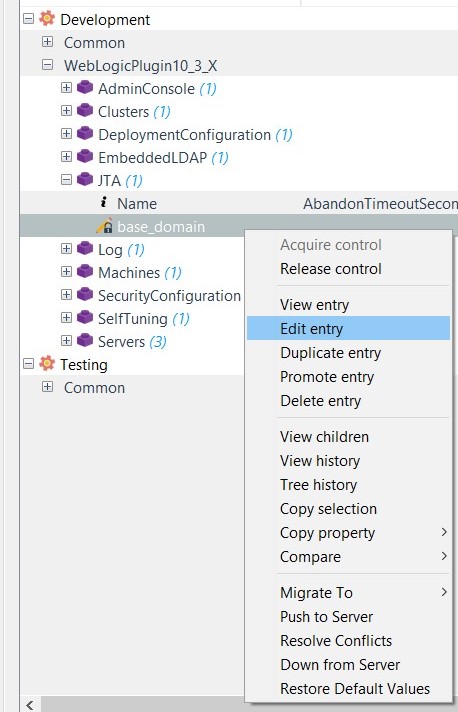 Development
Common
WebLogicPlugin10_3_X
AdminConsole (1)
Clusters (1)
DeploymentConfiguration (1)
EmbeddedLDAP (1)
JTA (1)
Name AbandonTimeoutSecon
base_domain
Log (1)
Machines (1)
SecurityConfiguration
SelfTuning (1)
Servers (3)
Testing
Common
Acquire control
Release control
View entry
Edit entry
Duplicate entry
Promote entry
Delete entry
View children
View history
Tree history
Copy selection
Copy property
Compare
Migrate To
Push to Server
Resolve Conflicts
Down from Server
Restore Default Values